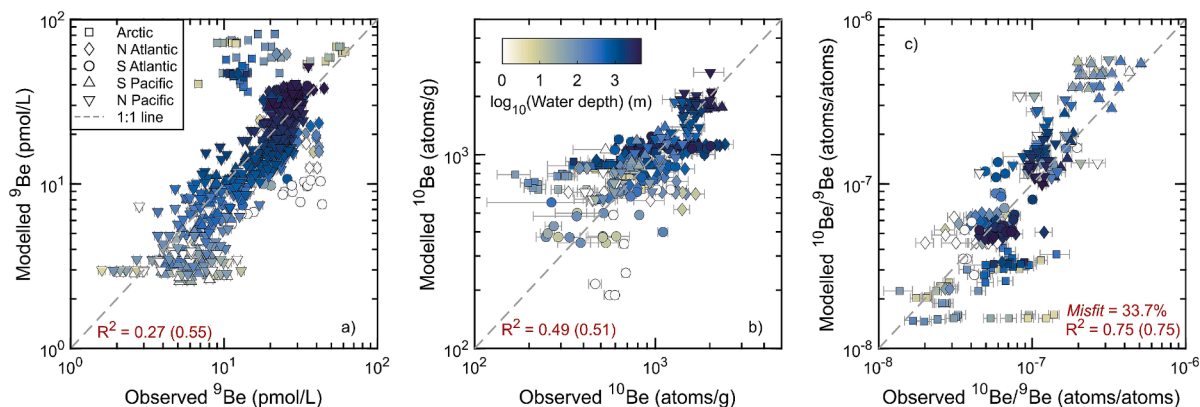 10²
10¹
10⁰
10⁰
10¹
10²
Modelled ⁹Be (pmol/L)
Observed ⁹Be (pmol/L)
Arctic
N Atlantic
S Atlantic
S Pacific
N Pacific
1:1 line
R² = 0.27 (0.55)
a)
10³
10²
10²
10³
Modelled ¹⁰Be (atoms/g)
Observed ¹⁰Be (atoms/g)
0 1 2 3
log₁₀(Water depth) (m)
R² = 0.49 (0.51)
b)
10⁻⁶
10⁻⁷
10⁻⁸
10⁻⁸
10⁻⁷
10⁻⁶
Modelled ¹⁰Be/⁹Be (atoms/atoms)
Observed ¹⁰Be/⁹Be (atoms/atoms)
c)
Misfit = 33.7%
R² = 0.75 (0.75)